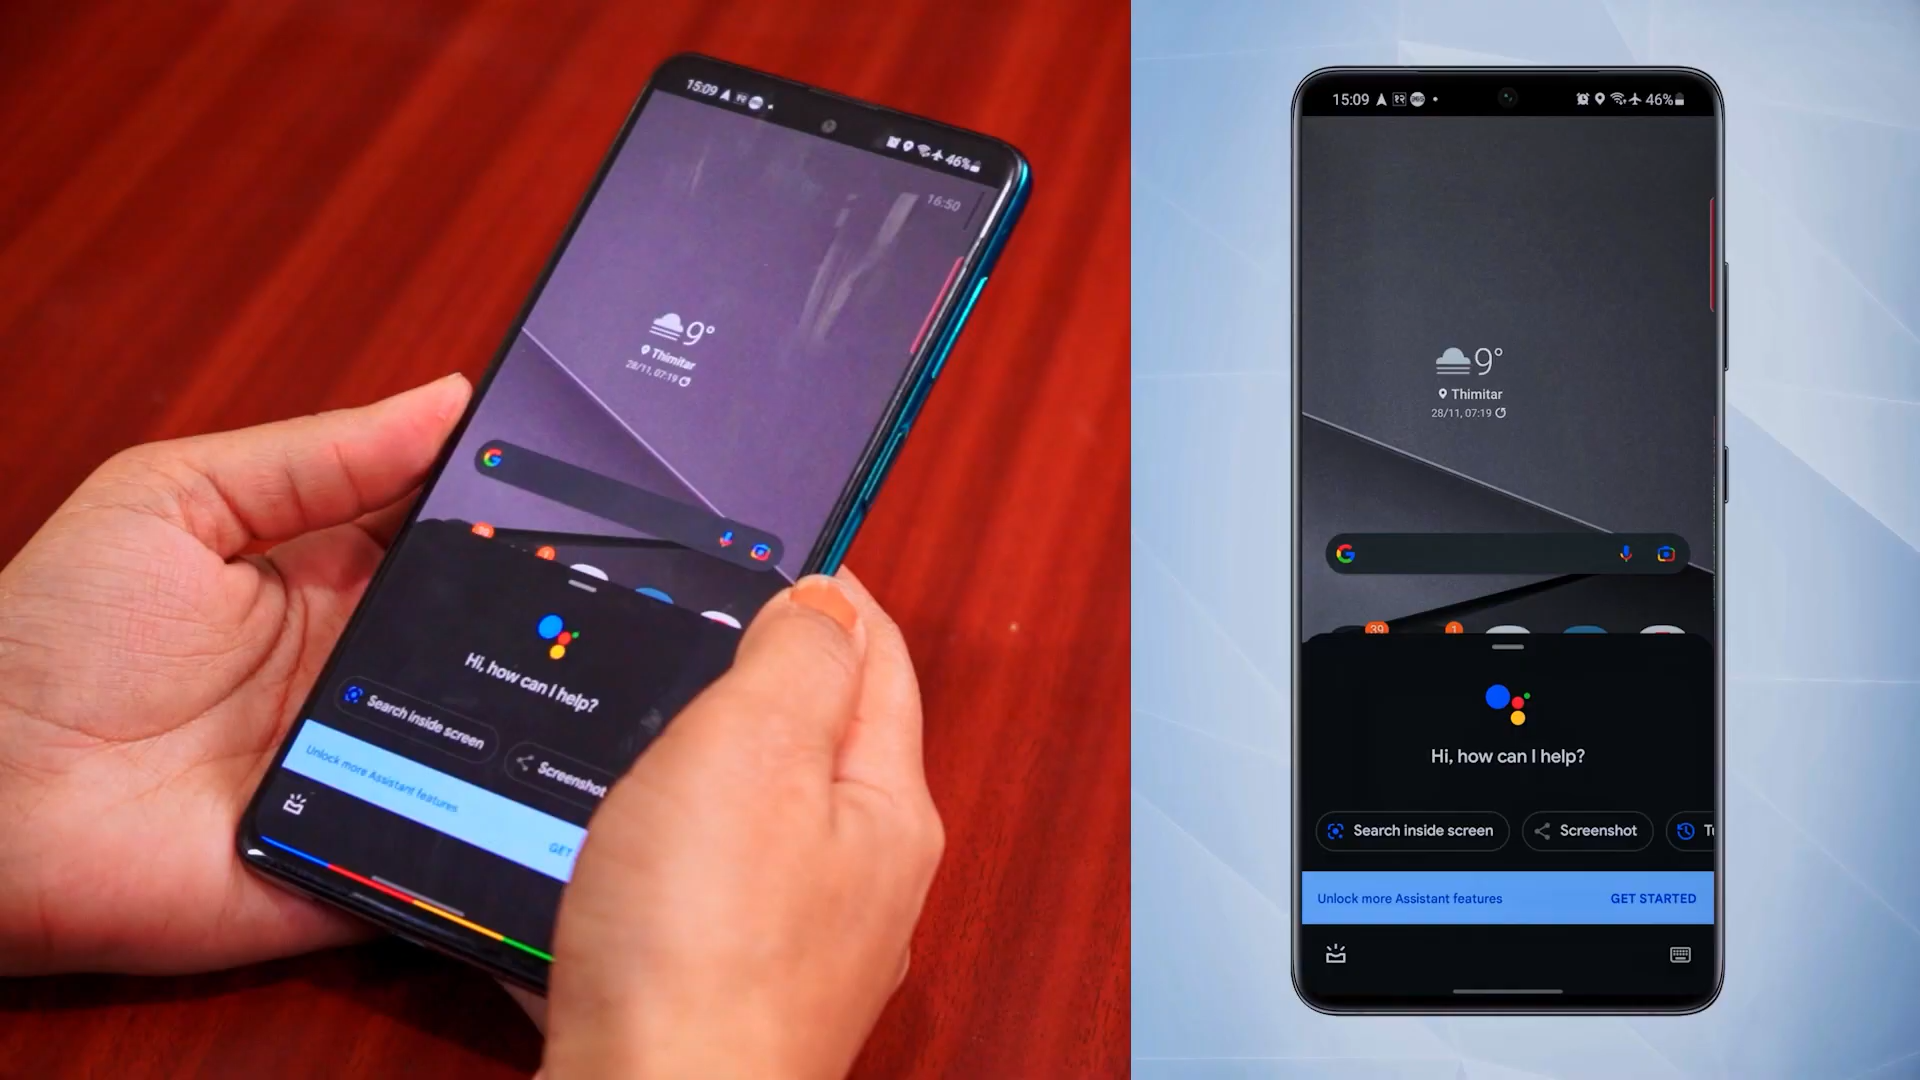 15:09
46%
16:50
9°
Thimitar
28/11, 07:19
39
1
Hi, how can I help?
Search inside screen
Screenshot
Unlock more Assistant features
GET
15:09
46%
9°
Thimitar
28/11, 07:19
39
1
Hi, how can I help?
Search inside screen
Screenshot
Unlock more Assistant features
GET STARTED